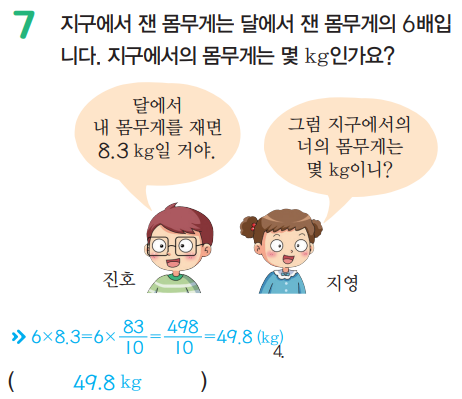 7 지구에서 잰 몸무게는 달에서 잰 몸무게의 6배입
니다. 지구에서의 몸무게는 몇 kg인가요?
달에서
내 몸무게를 재면
8.3 kg일 거야.
그럼 지구에서의
너의 몸무게는
몇 kg이니?
진호
지영
≫ 6×8.3=6×83/10=498/10=49.8 (kg)
4.
( 49.8 kg )